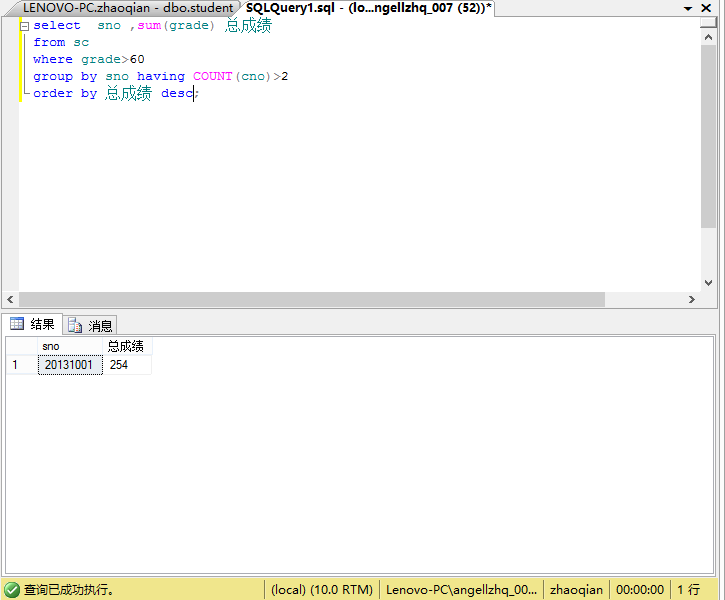 LENOVO-PC.zhaoqian - dbo.student
SQLQuery1.sql - (lo...ngellzhq_007 (52))*
select  sno ,sum(grade) 总成绩
from sc
where grade>60
group by sno having COUNT(cno)>2
order by 总成绩 desc;
结果
消息
sno 总成绩
1 20131001 254
查询已成功执行。
(local) (10.0 RTM)
Lenovo-PC\angellzhq_00...
zhaoqian
00:00:00
1 行